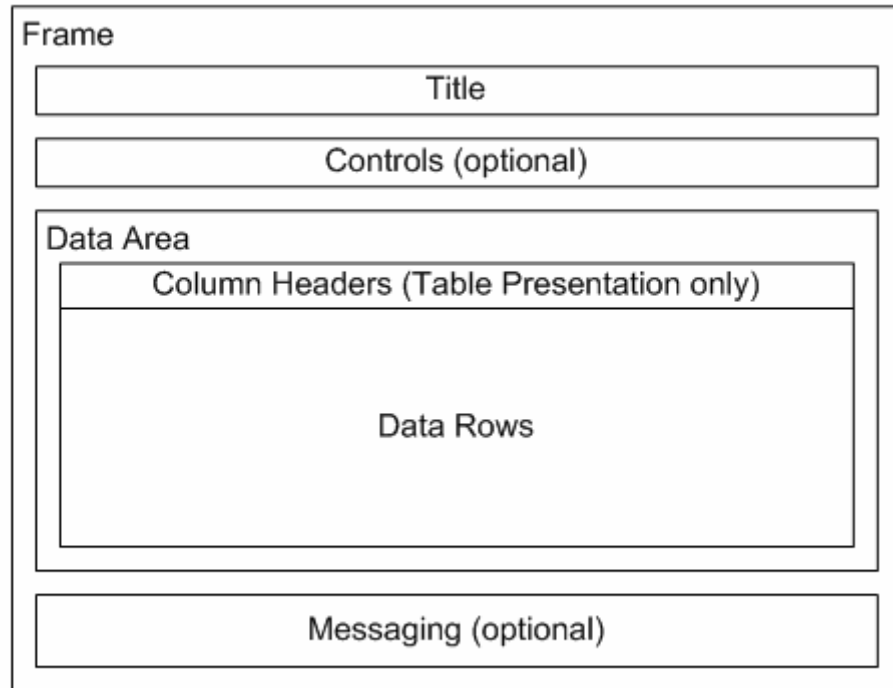 Frame
Title
Controls (optional)
Data Area
Column Headers (Table Presentation only)
Data Rows
Messaging (optional)